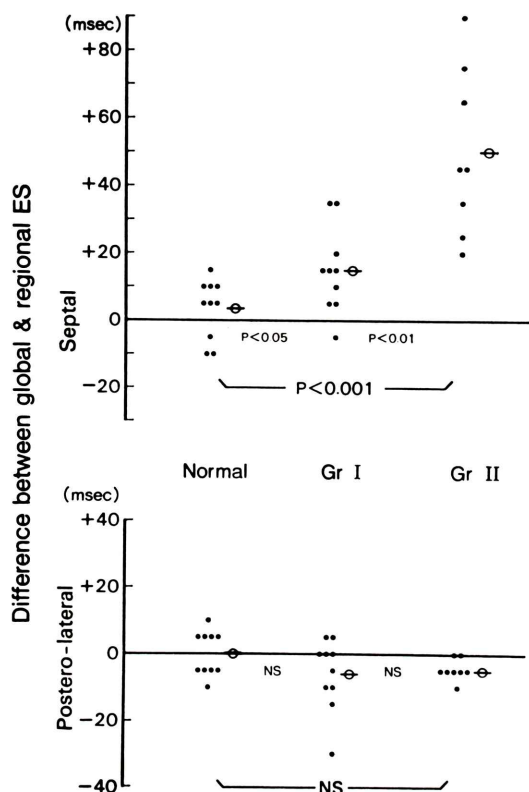 Difference between global & regional ES
(msec)
+80
+60
+40
+20
0
−20
Septal
P<0.05
P<0.01
P<0.001
Normal Gr I Gr II
(msec)
+40
+20
0
−20
−40
Postero-lateral
NS
NS
NS